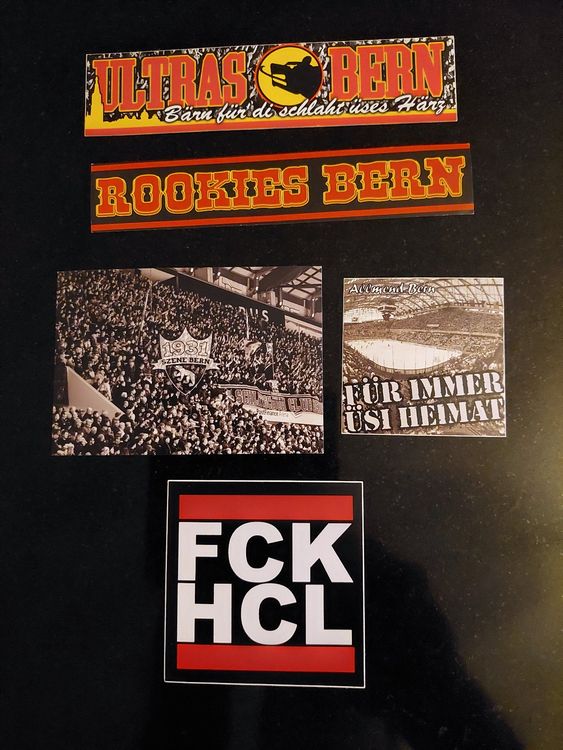 ULTRAS BERN
Bärn für di schlaht üses Härz
ROOKIES BERN
1931
SZENE BERN
PostFinance
Allmend Bern
FÜR IMMER
ÜSI HEIMAT
FCK
HCL